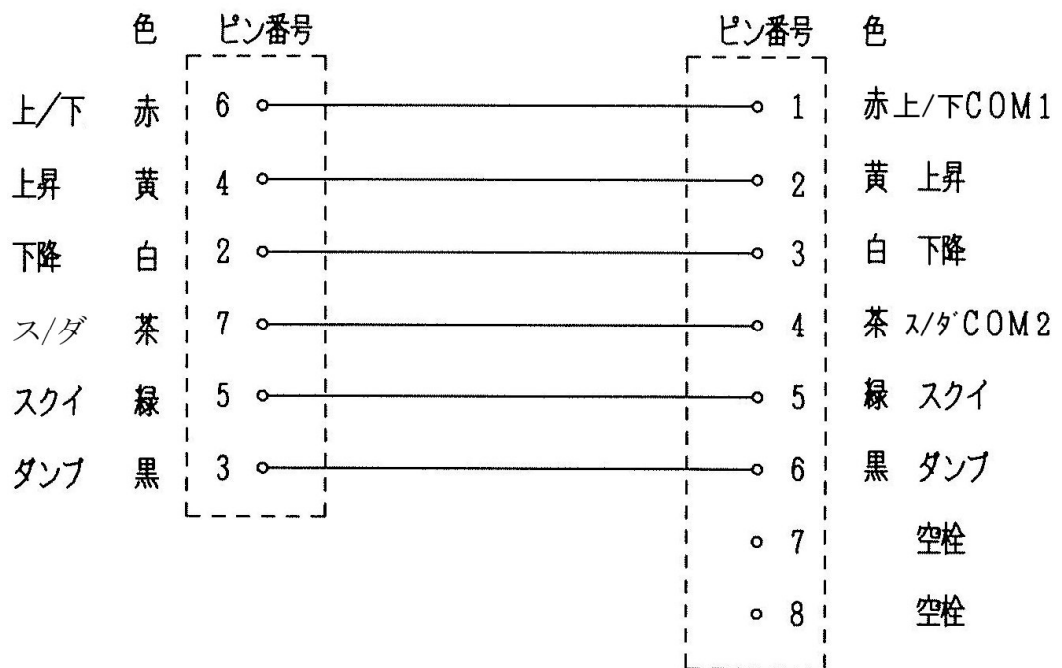 色 ピン番号 ピン番号 色
上/下 赤 6 1 赤 上/下COM1
上昇 黄 4 2 黄 上昇
下降 白 2 3 白 下降
ス/ダ 茶 7 4 茶 ス/ダCOM2
スクイ 緑 5 5 緑 スクイ
ダンプ 黒 3 6 黒 ダンプ
7 空栓
8 空栓